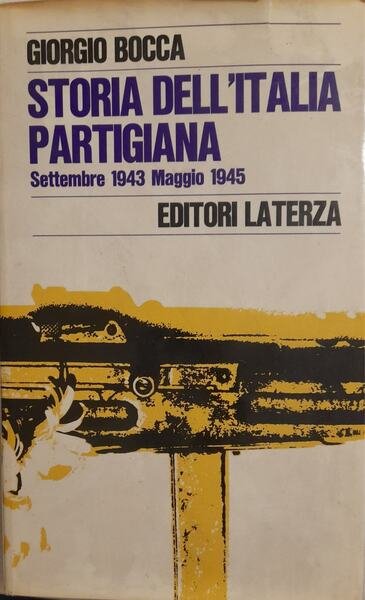 GIORGIO BOCCA
STORIA DELL'ITALIA
PARTIGIANA
Settembre 1943 Maggio 1945
EDITORI LATERZA